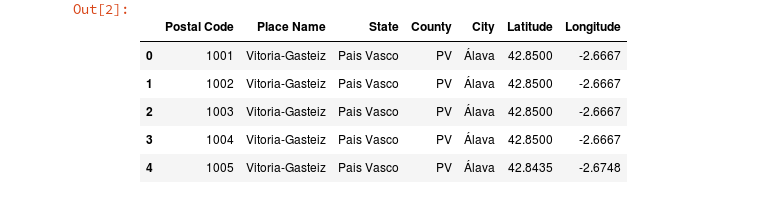 Out[2]:
Postal Code Place Name State County City Latitude Longitude
0 1001 Vitoria-Gasteiz Pais Vasco PV Álava 42.8500 -2.6667
1 1002 Vitoria-Gasteiz Pais Vasco PV Álava 42.8500 -2.6667
2 1003 Vitoria-Gasteiz Pais Vasco PV Álava 42.8500 -2.6667
3 1004 Vitoria-Gasteiz Pais Vasco PV Álava 42.8500 -2.6667
4 1005 Vitoria-Gasteiz Pais Vasco PV Álava 42.8435 -2.6748